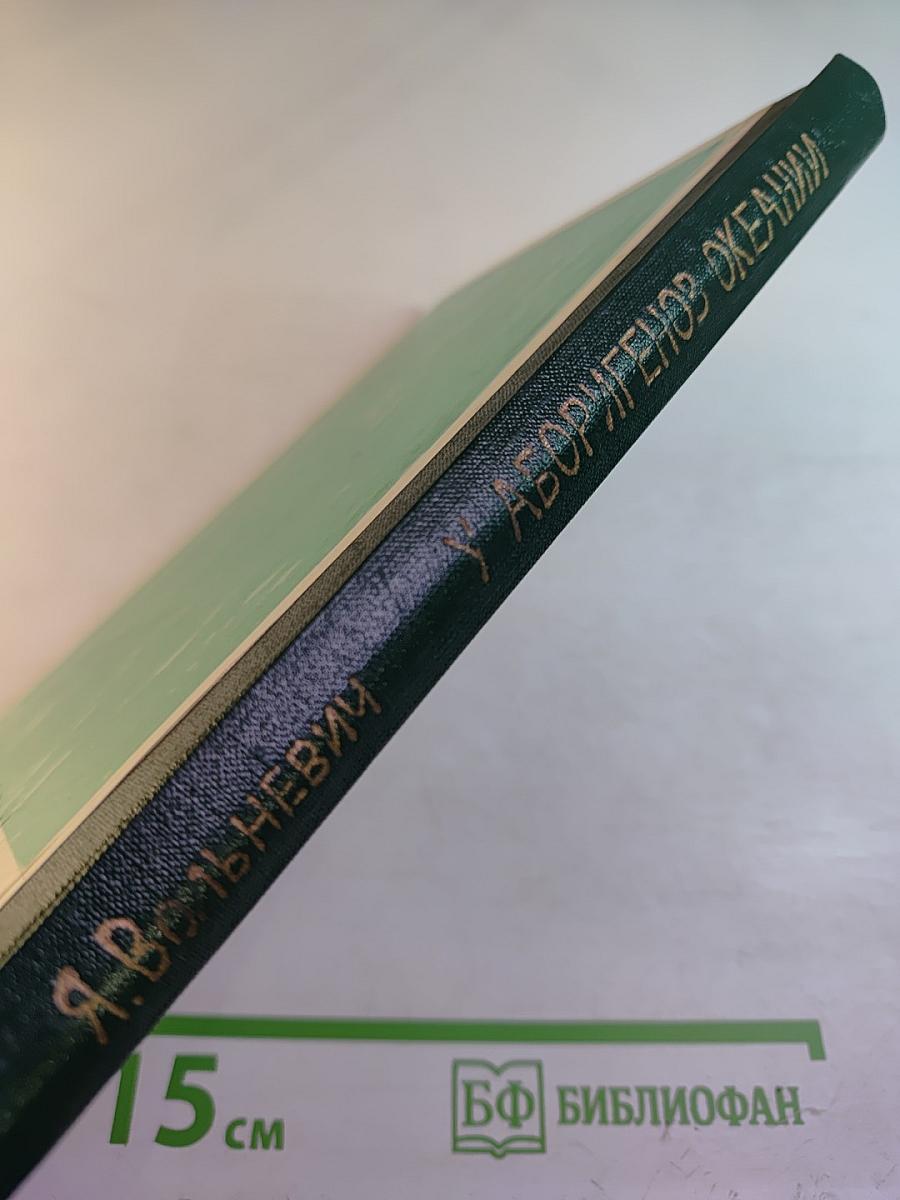 Я. ВОЛЬНЕВИЧ У АБОРИГЕНОВ ОКЕАНИИ
15 см
БФ БИБЛИОФАН